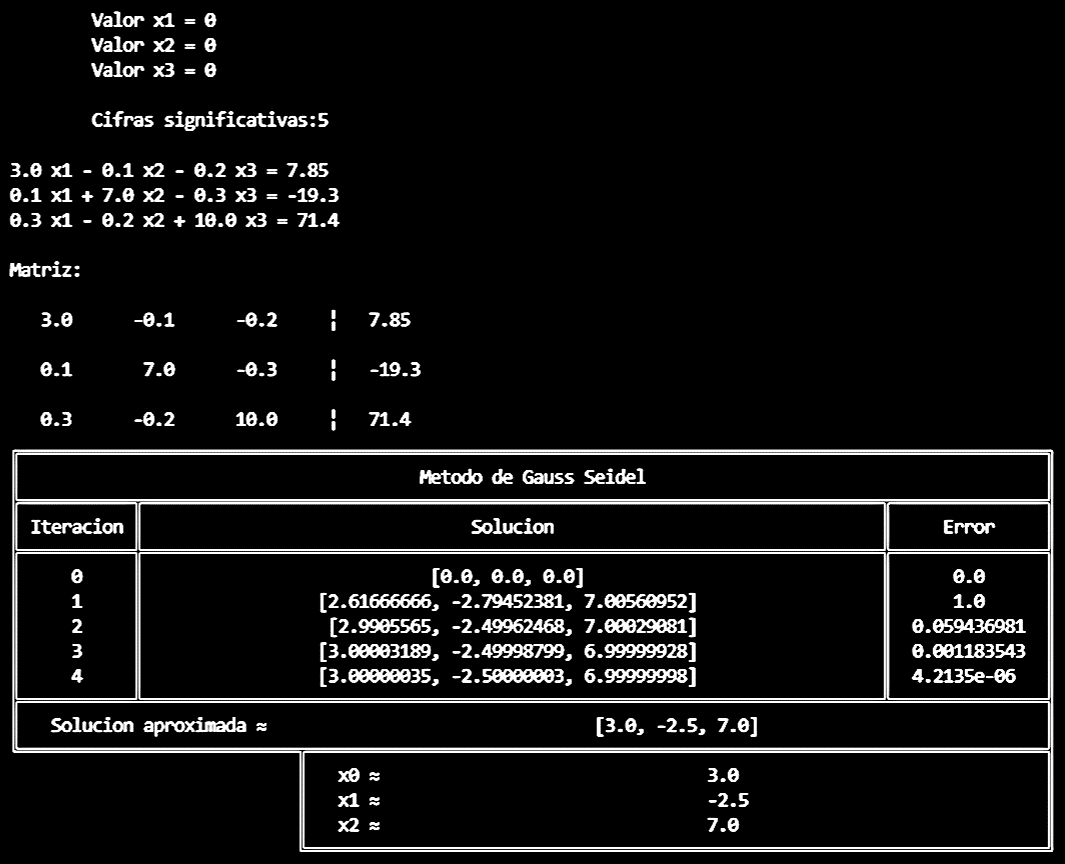 Valor x1 = 0
Valor x2 = 0
Valor x3 = 0
Cifras significativas:5
3.0 x1 - 0.1 x2 - 0.2 x3 = 7.85
0.1 x1 + 7.0 x2 - 0.3 x3 = -19.3
0.3 x1 - 0.2 x2 + 10.0 x3 = 71.4
Matriz:
3.0 -0.1 -0.2 ¦ 7.85
0.1 7.0 -0.3 ¦ -19.3
0.3 -0.2 10.0 ¦ 71.4
Metodo de Gauss Seidel
Iteracion Solucion Error
0 [0.0, 0.0, 0.0] 0.0
1 [2.61666666, -2.79452381, 7.00560952] 1.0
2 [2.9905565, -2.49962468, 7.00029081] 0.059436981
3 [3.00003189, -2.49998799, 6.99999928] 0.001183543
4 [3.00000035, -2.50000003, 6.99999998] 4.2135e-06
Solucion aproximada ≈ [3.0, -2.5, 7.0]
x0 ≈ 3.0
x1 ≈ -2.5
x2 ≈ 7.0